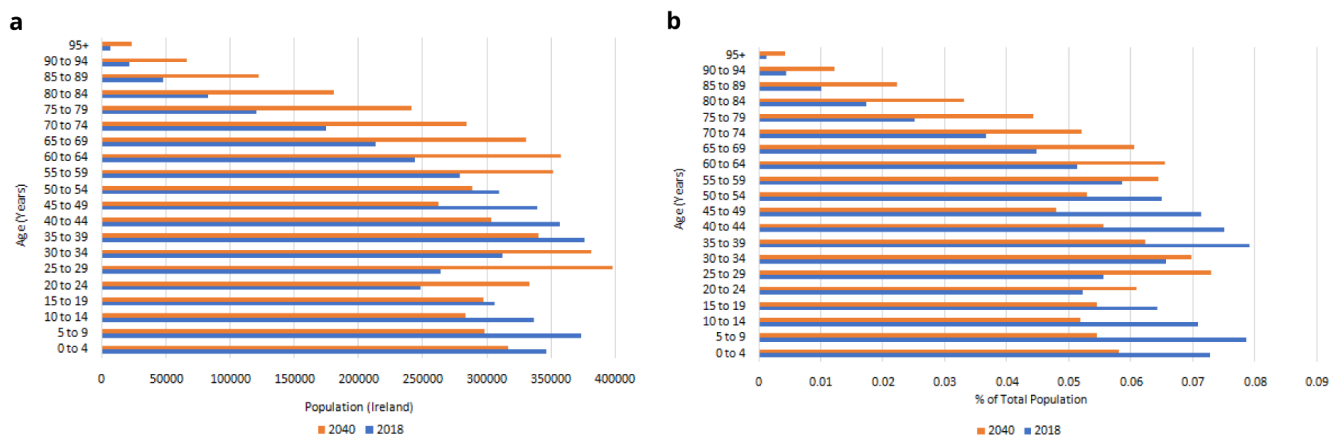 a
95+
90 to 94
85 to 89
80 to 84
75 to 79
70 to 74
65 to 69
60 to 64
55 to 59
50 to 54
45 to 49
40 to 44
35 to 39
30 to 34
25 to 29
20 to 24
15 to 19
10 to 14
5 to 9
0 to 4
Age (Years)
0 50000 100000 150000 200000 250000 300000 350000 400000
Population (Ireland)
2040 2018
b
95+
90 to 94
85 to 89
80 to 84
75 to 79
70 to 74
65 to 69
60 to 64
55 to 59
50 to 54
45 to 49
40 to 44
35 to 39
30 to 34
25 to 29
20 to 24
15 to 19
10 to 14
5 to 9
0 to 4
Age (Years)
0 0.01 0.02 0.03 0.04 0.05 0.06 0.07 0.08 0.09
% of Total Population
2040 2018